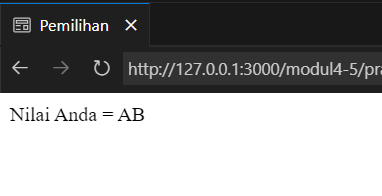 Pemilihan
http://127.0.0.1:3000/modul4-5/pra
Nilai Anda = AB